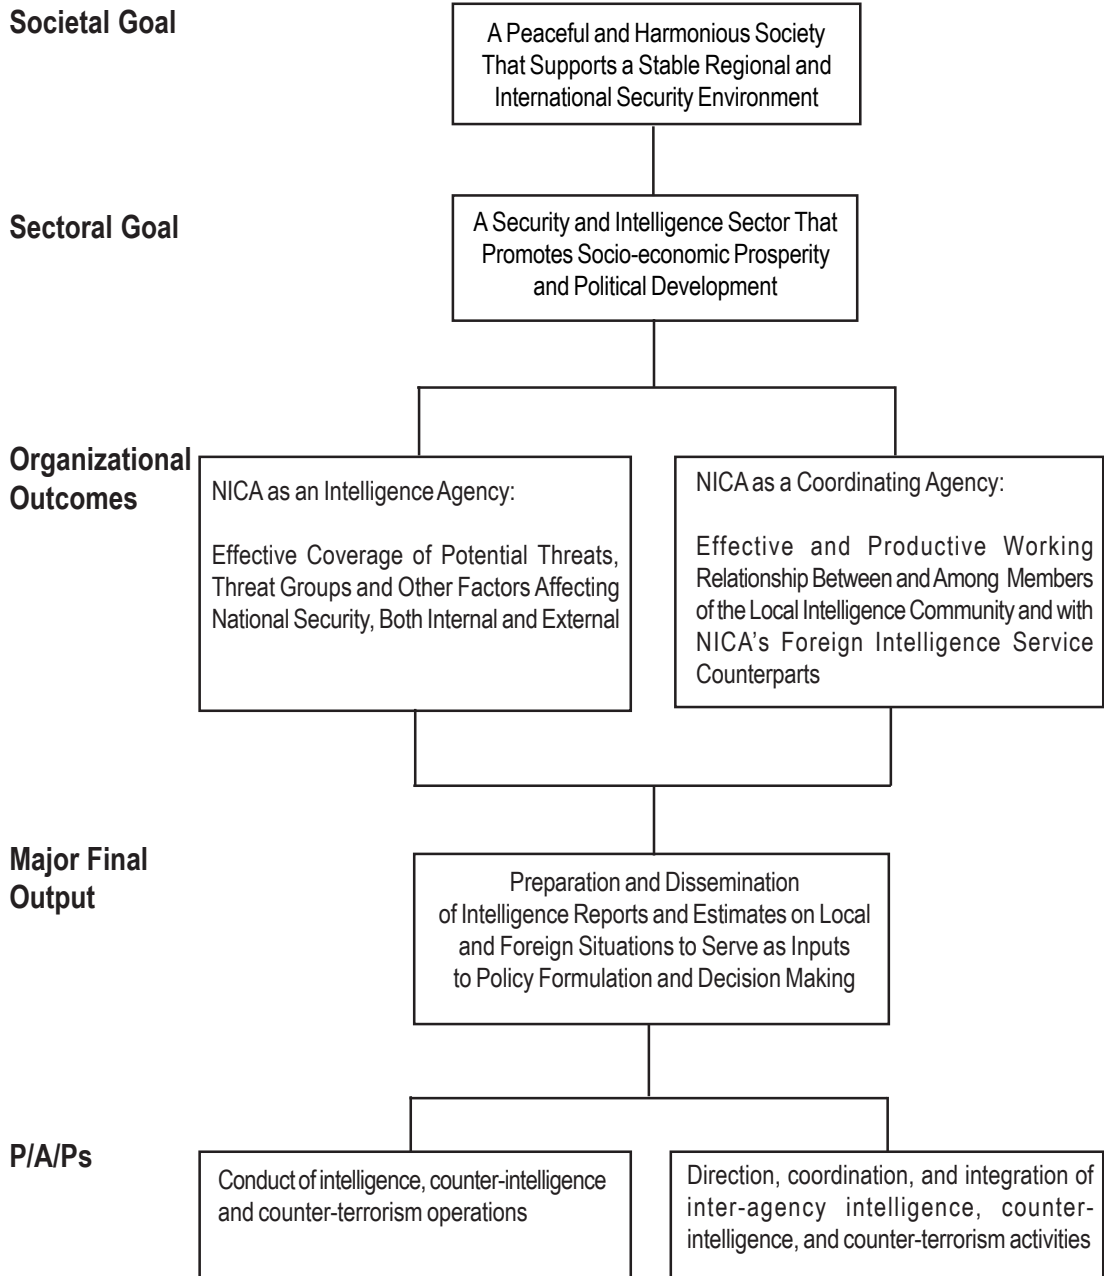 Societal Goal
A Peaceful and Harmonious Society
That Supports a Stable Regional and
International Security Environment
Sectoral Goal
A Security and Intelligence Sector That
Promotes Socio-economic Prosperity
and Political Development
Organizational
Outcomes
NICA as an Intelligence Agency:
Effective Coverage of Potential Threats,
Threat Groups and Other Factors Affecting
National Security, Both Internal and External
NICA as a Coordinating Agency:
Effective and Productive Working
Relationship Between and Among Members
of the Local Intelligence Community and with
NICA's Foreign Intelligence Service
Counterparts
Major Final
Output
Preparation and Dissemination
of Intelligence Reports and Estimates on Local
and Foreign Situations to Serve as Inputs
to Policy Formulation and Decision Making
P/A/Ps
Conduct of intelligence, counter-intelligence
and counter-terrorism operations
Direction, coordination, and integration of
inter-agency intelligence, counter-
intelligence, and counter-terrorism activities